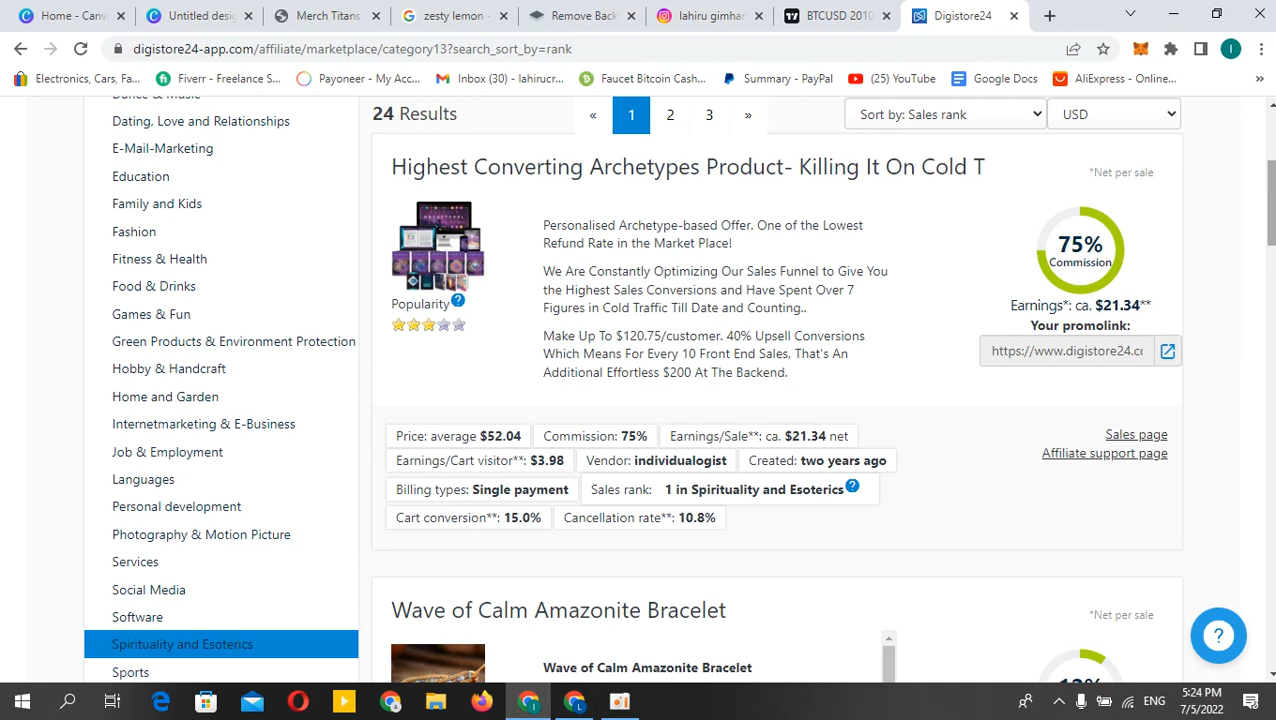 Home - Canv
Untitled desig
Merch Titans
zesty lemon -
Remove Back
lahiru gimhan
BTCUSD 2010
Digistore24
digistore24-app.com/affiliate/marketplace/category13?search_sort_by=rank
Electronics, Cars, Fa...
Fiverr - Freelance S...
Payoneer - My Acc...
Inbox (30) - lahirucr...
Faucet Bitcoin Cash...
Summary - PayPal
(25) YouTube
Google Docs
AliExpress - Online...
»
Dance & Music
Dating, Love and Relationships
E-Mail-Marketing
Education
Family and Kids
Fashion
Fitness & Health
Food & Drinks
Games & Fun
Green Products & Environment Protection
Hobby & Handcraft
Home and Garden
Internetmarketing & E-Business
Job & Employment
Languages
Personal development
Photography & Motion Picture
Services
Social Media
Software
Spirituality and Esoterics
Sports
24 Results
« 1 2 3 »
Sort by: Sales rank
USD
Highest Converting Archetypes Product- Killing It On Cold T
*Net per sale
Popularity ?
Personalised Archetype-based Offer. One of the Lowest
Refund Rate in the Market Place!
We Are Constantly Optimizing Our Sales Funnel to Give You
the Highest Sales Conversions and Have Spent Over 7
Figures in Cold Traffic Till Date and Counting..
Make Up To $120.75/customer. 40% Upsell Conversions
Which Means For Every 10 Front End Sales, That's An
Additional Effortless $200 At The Backend.
75%
Commission
Earnings*: ca. $21.34**
Your promolink:
https://www.digistore24.cc
Price: average $52.04
Commission: 75%
Earnings/Sale**: ca. $21.34 net
Earnings/Cart visitor**: $3.98
Vendor: individualogist
Created: two years ago
Billing types: Single payment
Sales rank: 1 in Spirituality and Esoterics ?
Cart conversion**: 15.0%
Cancellation rate**: 10.8%
Sales page
Affiliate support page
Wave of Calm Amazonite Bracelet
*Net per sale
Wave of Calm Amazonite Bracelet
?
ENG
5:24 PM
7/5/2022